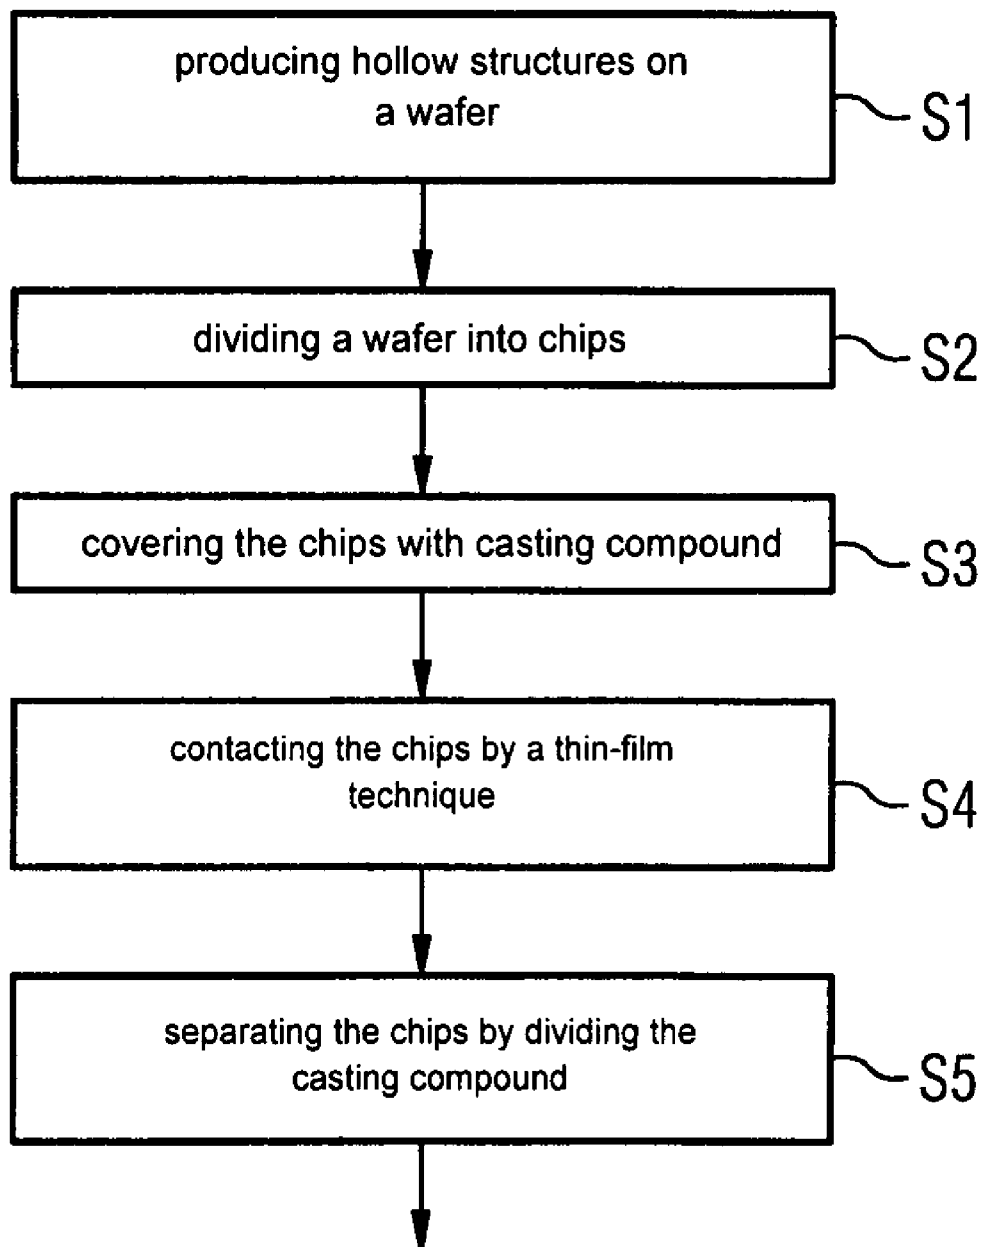 producing hollow structures on
a wafer
S1
dividing a wafer into chips
S2
covering the chips with casting compound
S3
contacting the chips by a thin-film
technique
S4
separating the chips by dividing the
casting compound
S5